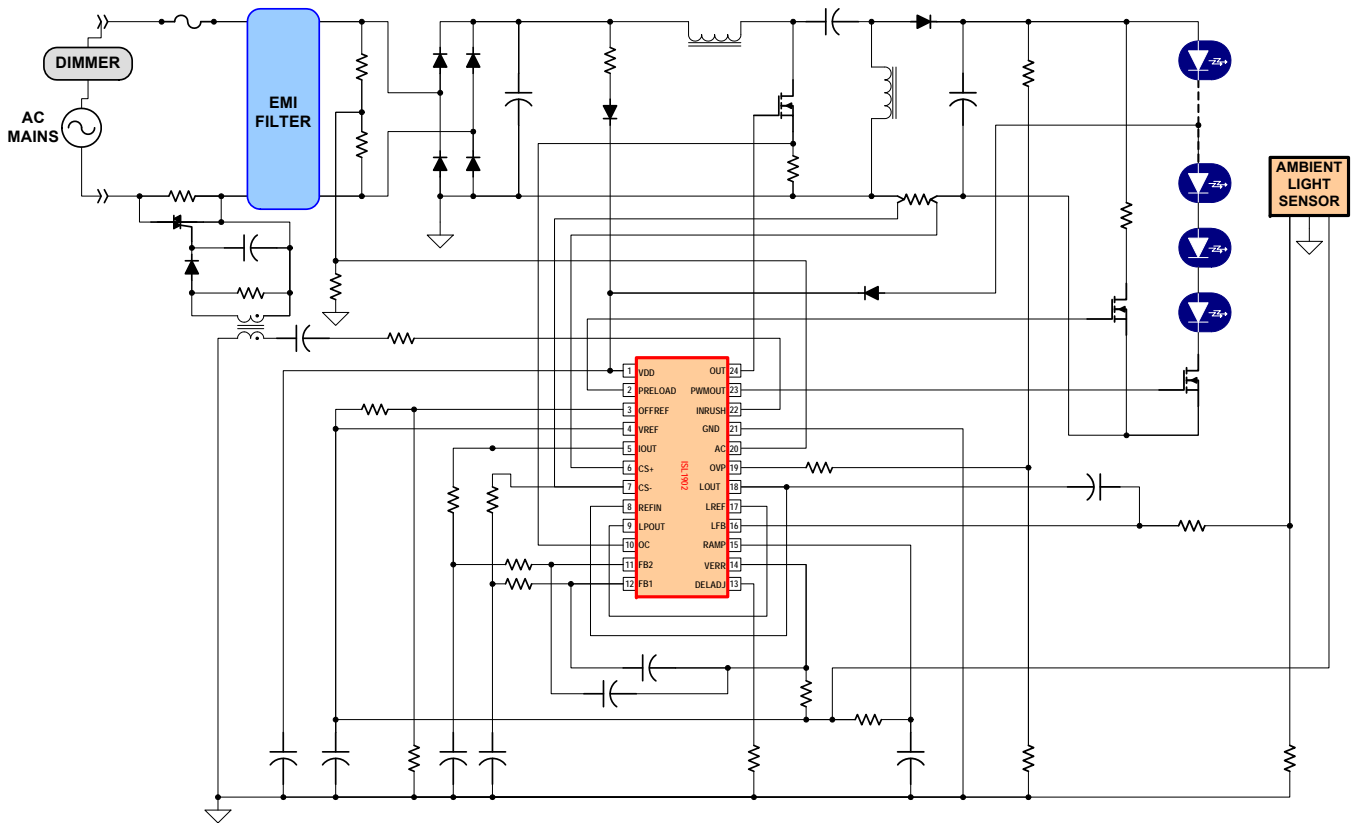 DIMMER
AC
MAINS
EMI
FILTER
AMBIENT
LIGHT
SENSOR
1 VDD OUT 24
2 PRELOAD PWMOUT 23
3 OFFREF INRUSH 22
4 VREF GND 21
5 IOUT AC 20
6 CS+ OVP 19
7 CS- LOUT 18
8 REFIN LREF 17
9 LPOUT LFB 16
10 OC RAMP 15
11 FB2 VERR 14
12 FB1 DELADJ 13
ISL1902